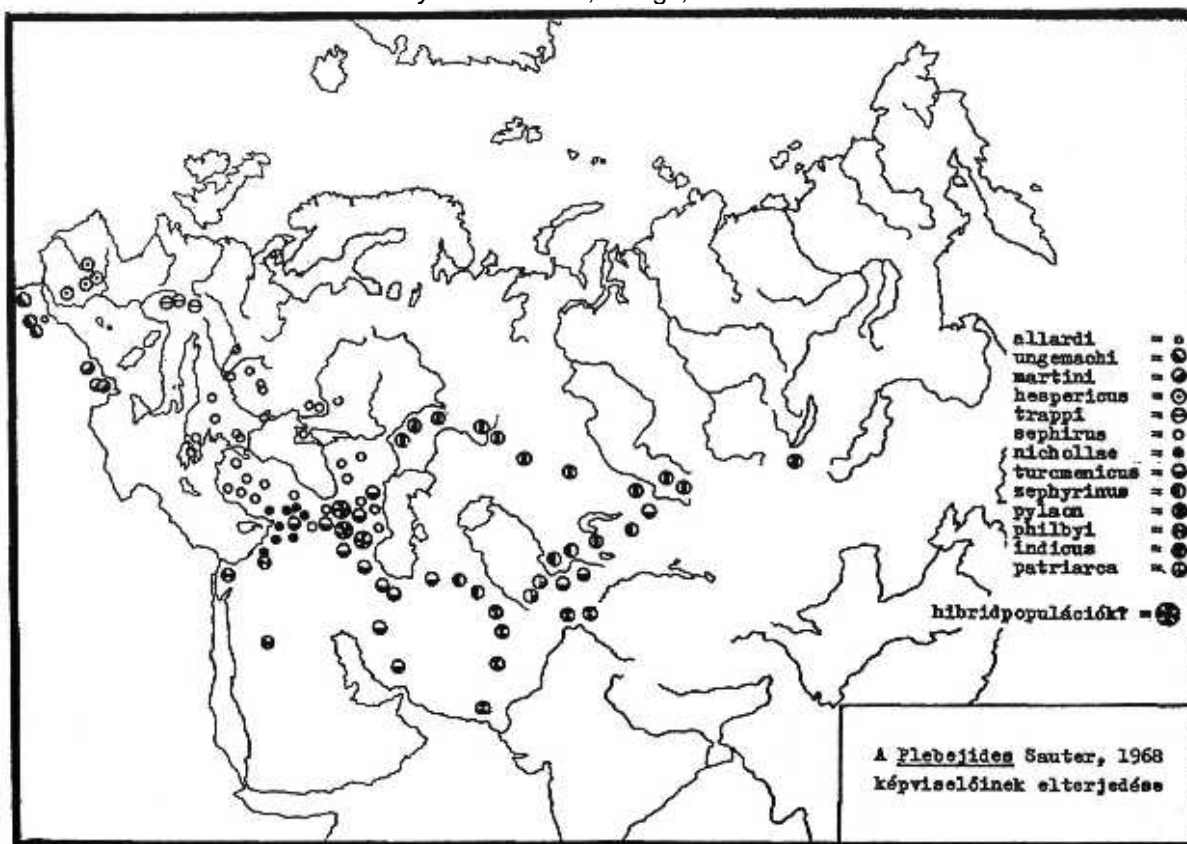 allardi =
ungemachi =
martini =
hespericus =
trappi =
sephirus =
nichollae =
turcmenicus =
zephyrinus =
pylaon =
philbyi =
indicus =
patriarca =
hibridpopulációk? =
A Plebejides Sauter, 1968
képviselőinek elterjedése